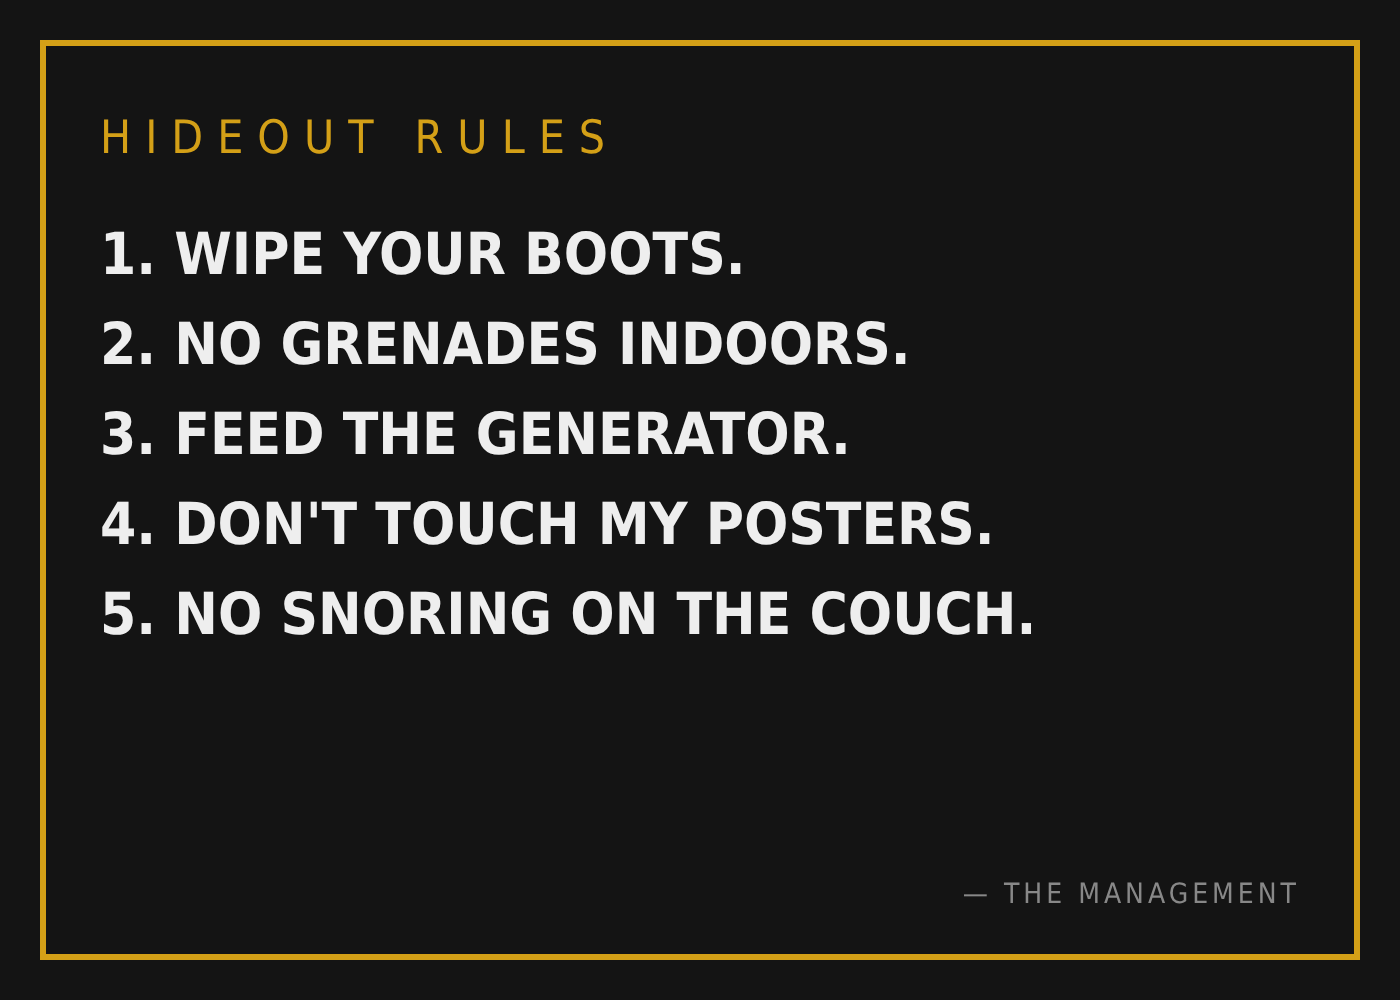 HIDEOUT RULES
1. WIPE YOUR BOOTS.
2. NO GRENADES INDOORS.
3. FEED THE GENERATOR.
4. DON'T TOUCH MY POSTERS.
5. NO SNORING ON THE COUCH.
— THE MANAGEMENT